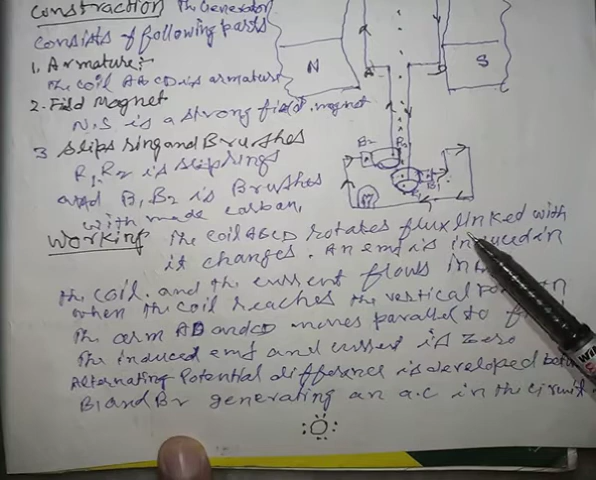 Construction The Generator
Consists of following parts
1. Armature:-
The coil ABCD is armature
2. Field Magnet
N.S is a strong field magnet
3 Slips ring and Brushes
R1, R2 is sliprings
and B1, B2 is Brushes
with made carban,
N
S
A
D
B2
R2
B1
R1
Working The coil ABCD rotates flux linked with
it changes. An emf is induced in
the coil. and the current flows in
when the coil reaches the vertical
the arm AB and CD moves parallel to
The induced emf and current is zero
Alternating Potential difference is developed
B1 and B2 generating an a.c in the circuit.